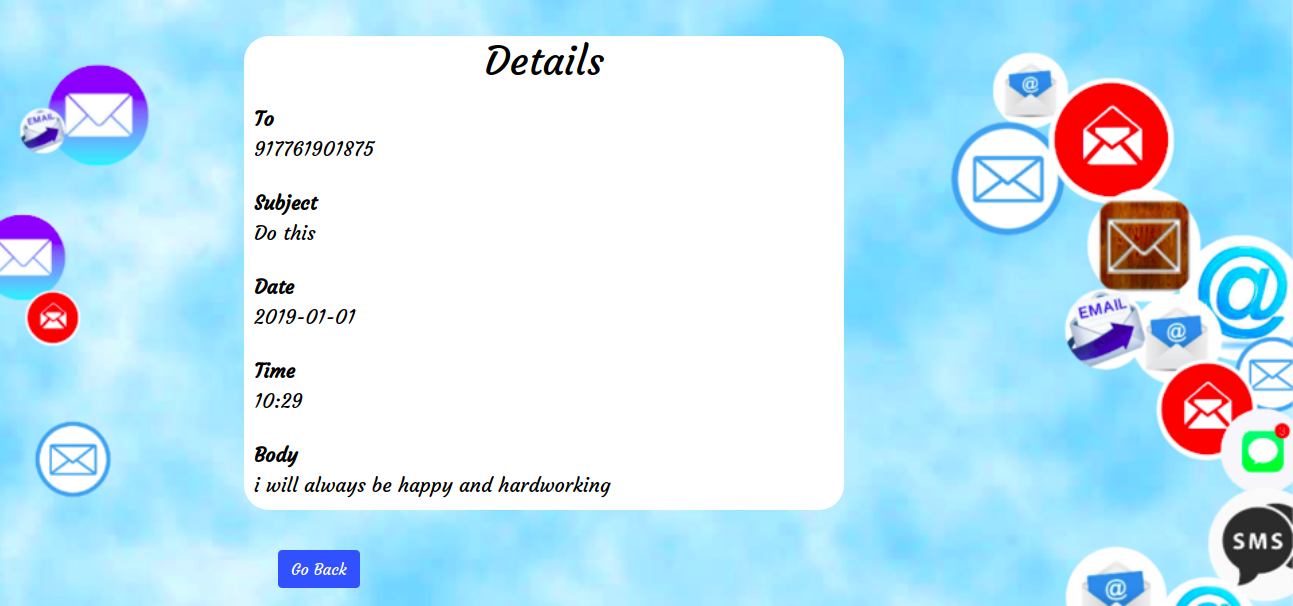 Details
To
917761901875
Subject
Do this
Date
2019-01-01
Time
10:29
Body
i will always be happy and hardworking
Go Back
EMAIL
@
@
EMAIL
@
3
SMS
@
@